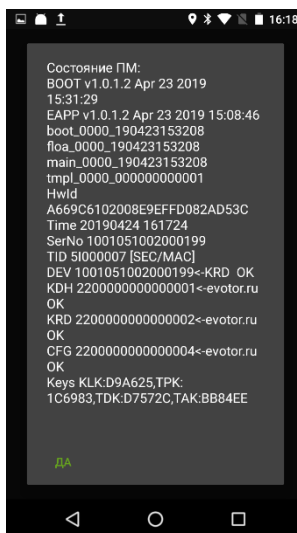 16:18
Состояние ПМ:
BOOT v1.0.1.2 Apr 23 2019
15:31:29
EAPP v1.0.1.2 Apr 23 2019 15:08:46
boot_0000_190423153208
floa_0000_190423153208
main_0000_190423153208
tmpl_0000_000000000001
HwId
A669C6102008E9EFFD082AD53C
Time 20190424 161724
SerNo 1001051002000199
TID 5I000007 [SEC/MAC]
DEV 1001051002000199<-KRD OK
KDH 2200000000000001<-evotor.ru
OK
KRD 2200000000000002<-evotor.ru
OK
CFG 2200000000000004<-evotor.ru
OK
Keys KLK:D9A625,TPK:
1C6983,TDK:D7572C,TAK:BB84EE
ДА